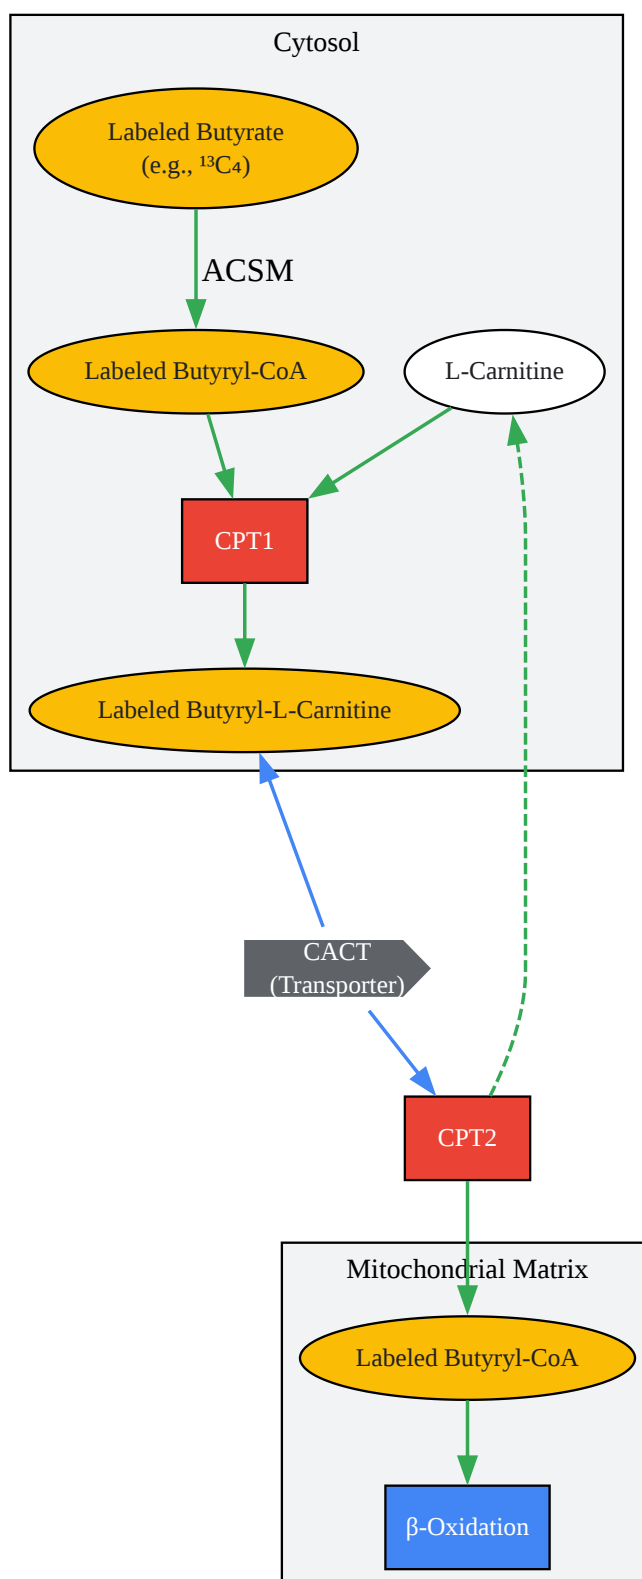 Cytosol
Labeled Butyrate
(e.g., ¹³C₄)
ACSM
Labeled Butyryl-CoA
L-Carnitine
CPT1
Labeled Butyryl-L-Carnitine
CACT
(Transporter)
CPT2
Mitochondrial Matrix
Labeled Butyryl-CoA
β-Oxidation